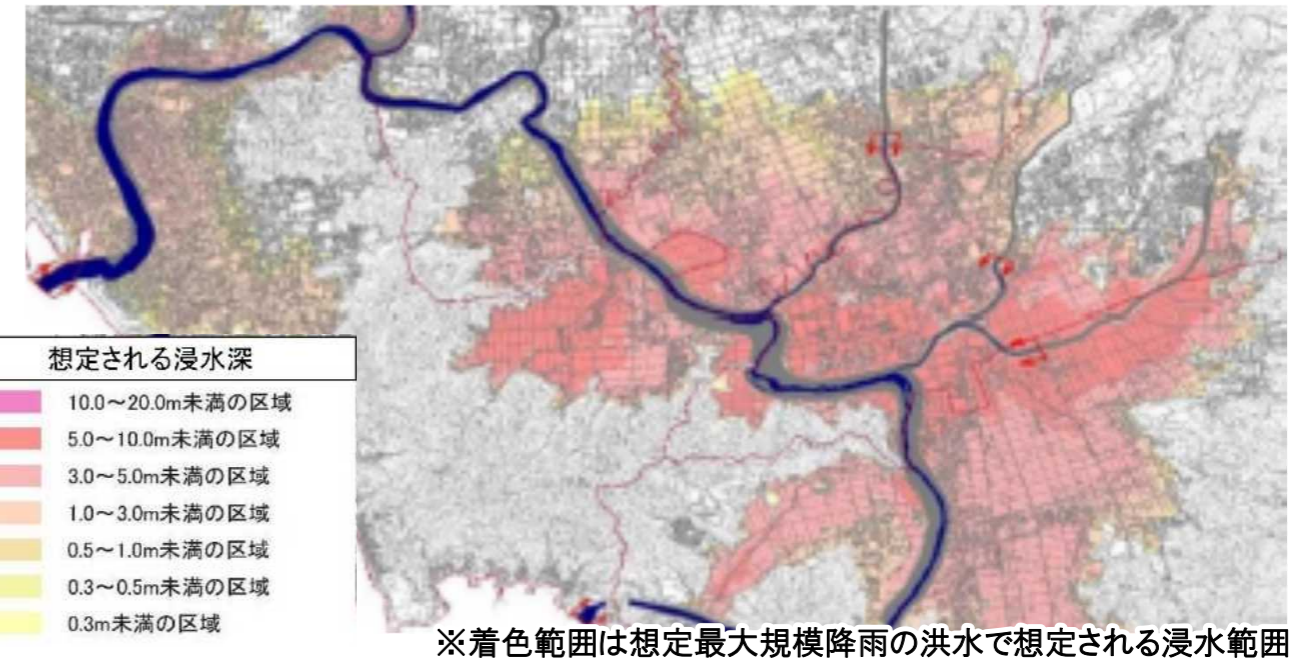 想定される浸水深
10.0～20.0m未満の区域
5.0～10.0m未満の区域
3.0～5.0m未満の区域
1.0～3.0m未満の区域
0.5～1.0m未満の区域
0.3～0.5m未満の区域
0.3m未満の区域
※着色範囲は想定最大規模降雨の洪水で想定される浸水範囲